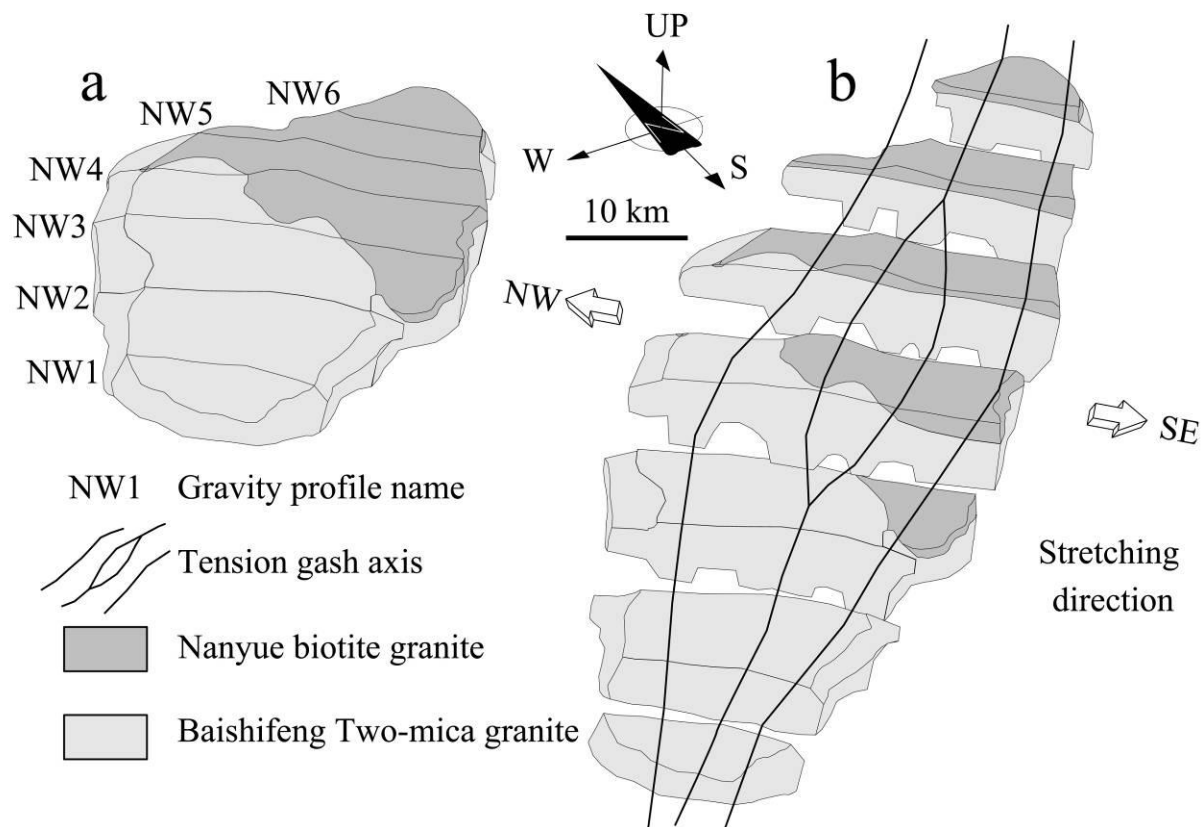 a
NW6
NW5
NW4
NW3
NW2
NW1
UP
W
S
10 km
b
NW
SE
Stretching
direction
NW1 Gravity profile name
Tension gash axis
Nanyue biotite granite
Baishifeng Two-mica granite